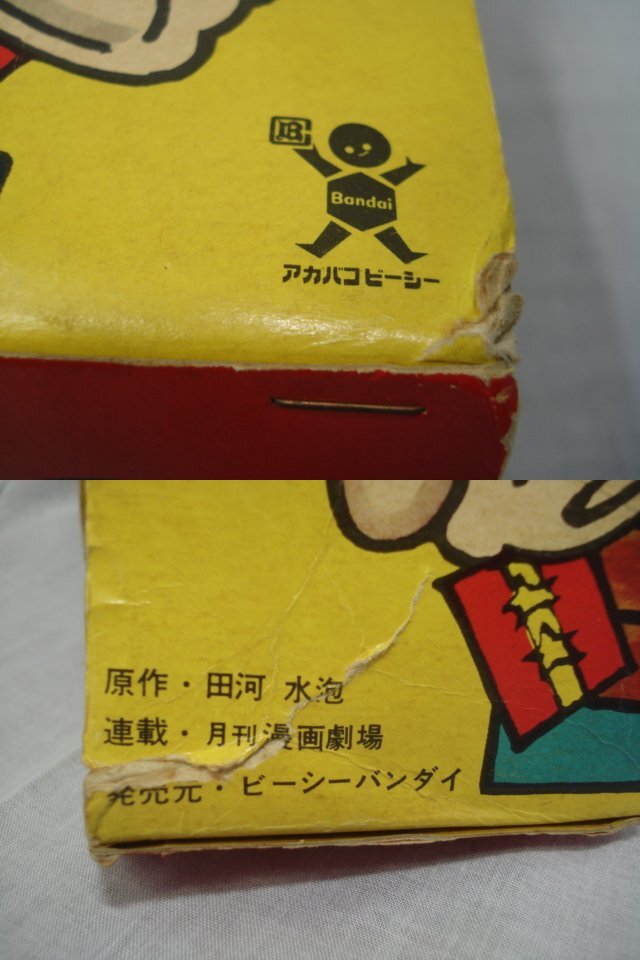 B
Bandai
アカバコビーシー
原作・田河 水泡
連載・月刊漫画劇場
発売元・ビーシーバンダイ